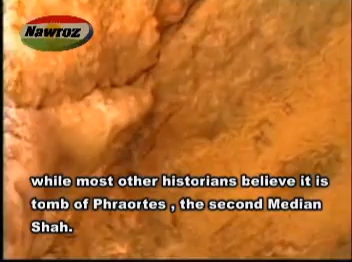 Nawroz
while most other historians believe it is
tomb of Phraortes , the second Median
Shah.